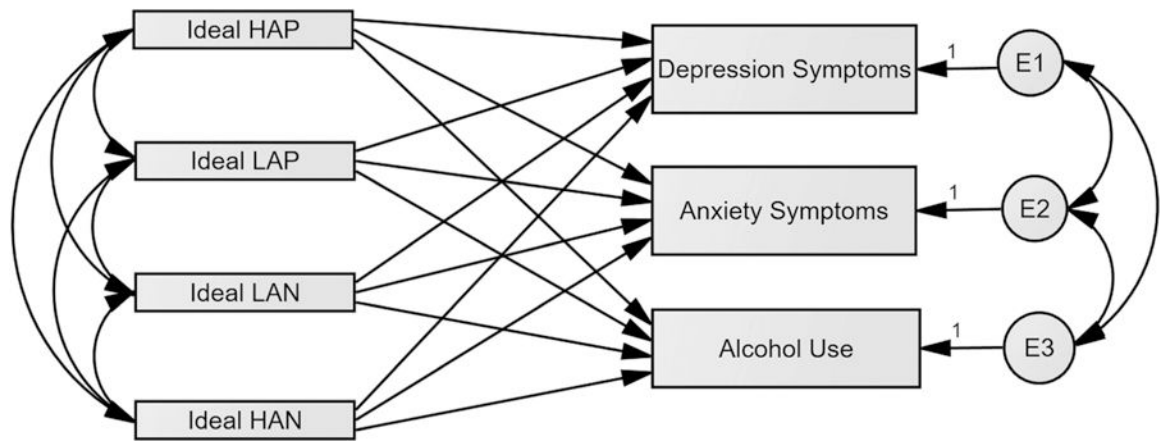 Ideal HAP
Depression Symptoms
1
E1
Ideal LAP
Anxiety Symptoms
1
E2
Ideal LAN
Alcohol Use
1
E3
Ideal HAN